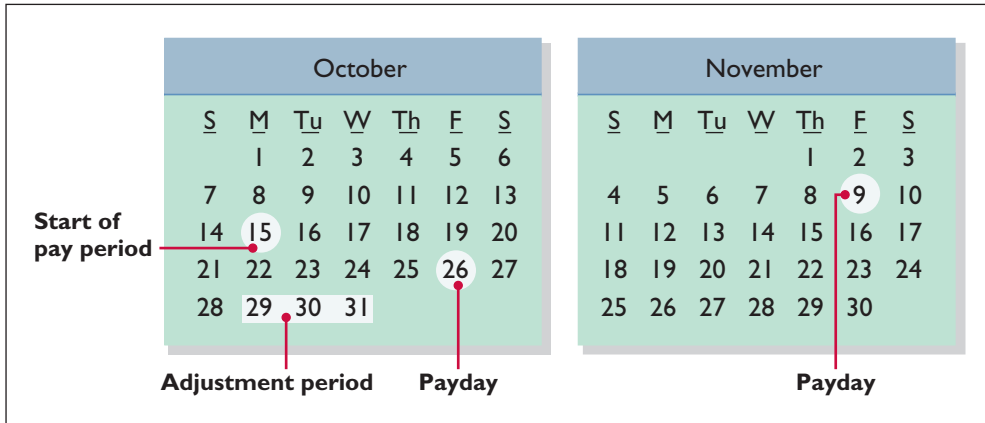 October
S M Tu W Th F S
1 2 3 4 5 6
7 8 9 10 11 12 13
14 15 16 17 18 19 20
21 22 23 24 25 26 27
28 29 30 31
November
S M Tu W Th F S
1 2 3
4 5 6 7 8 9 10
11 12 13 14 15 16 17
18 19 20 21 22 23 24
25 26 27 28 29 30
Start of
pay period
Adjustment period
Payday
Payday